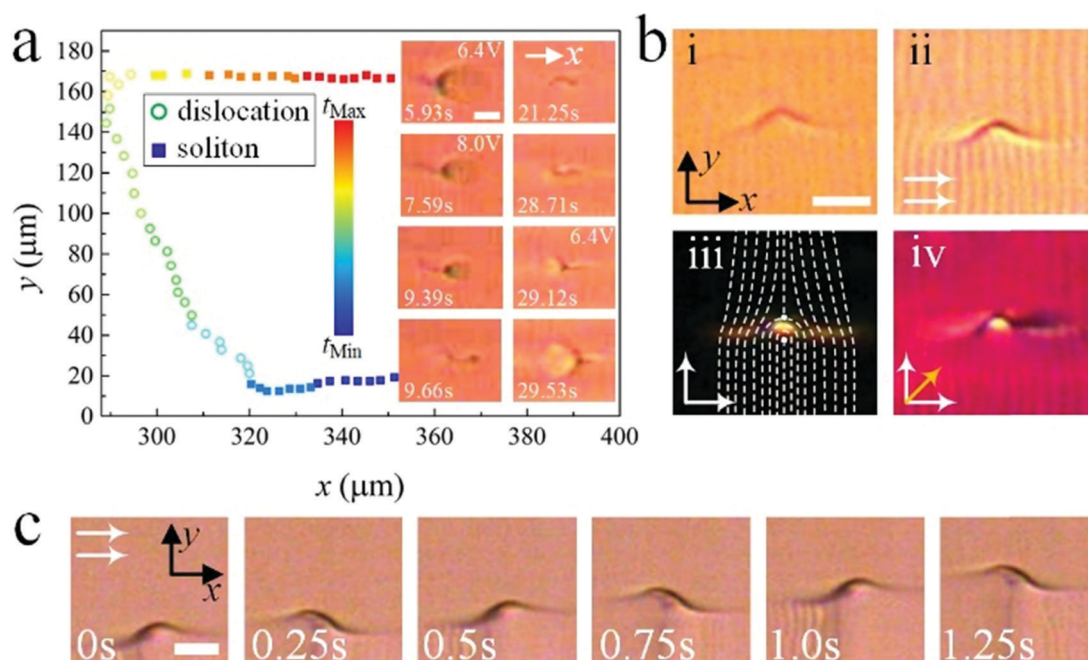 a
y (μm)
180
160
140
120
100
80
60
40
20
0
300
320
340
360
380
400
x (μm)
dislocation
soliton
tMax
tMin
6.4V
5.93s
x
21.25s
8.0V
7.59s
28.71s
6.4V
9.39s
29.12s
9.66s
29.53s
b
i
y
x
ii
iii
iv
c
y
x
0s
0.25s
0.5s
0.75s
1.0s
1.25s